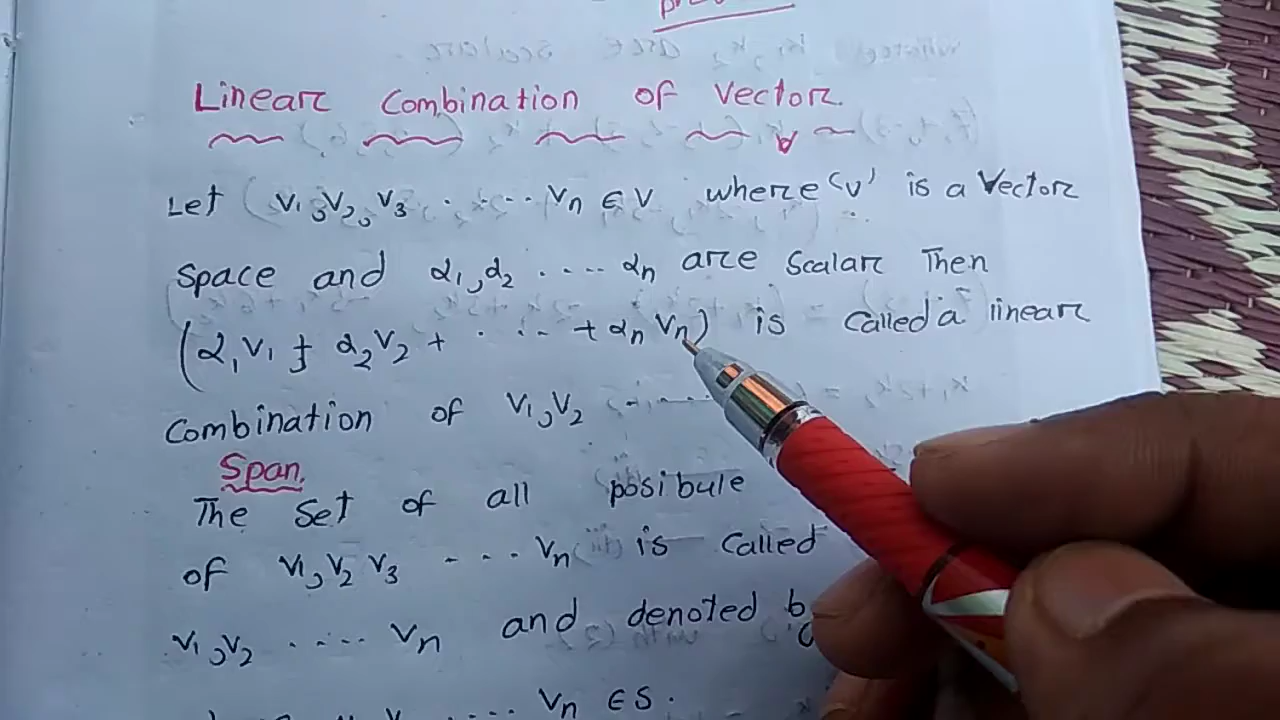 Linear Combination of Vector.
Let (v1, v2, v3 ....... vn ∈ V where 'v' is a Vector
Space and α1, α2 ..... αn are Scalar Then
(α1v1 + α2v2 + ..... + αnvn) is called a linear
Combination of v1, v2
Span.
The Set of all posibule
of v1, v2 v3 .... vn is called
v1, v2 ..... vn and denoted
vn ∈ S.